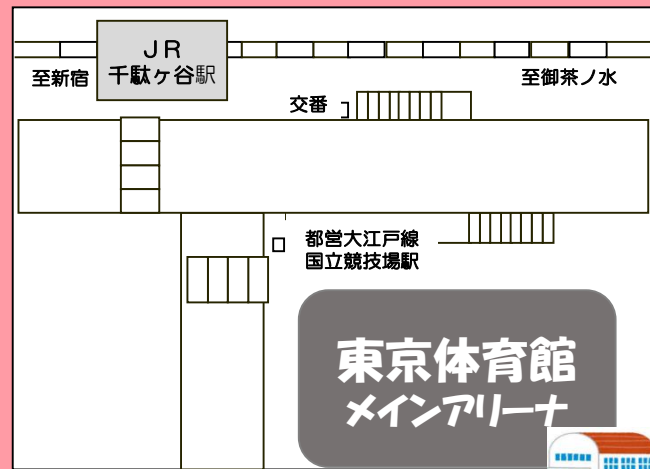 ＪＲ
千駄ヶ谷駅
至新宿
至御茶ノ水
交番
都営大江戸線
国立競技場駅
東京体育館
メインアリーナ